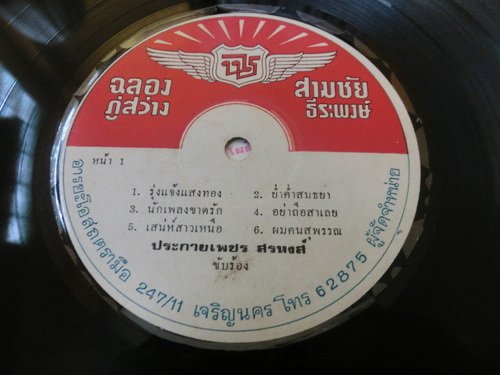 ฉลอง
ภู่สว่าง
สามชัย
ธีระพงษ์
หน้า 1
1. รุ่งแจ้งแสงทอง
2. ย่ำค่ำสนธยา
3. นักเพลงขาดรัก
4. อย่าถือสาเลย
5. เสน่ห์สาวเหนือ
6. ผมคนสุพรรณ
ประกายเพชร สรหงส์
ขับร้อง
247/11 เจริญนคร โทร 62875 ผู้จัดจำหน่าย